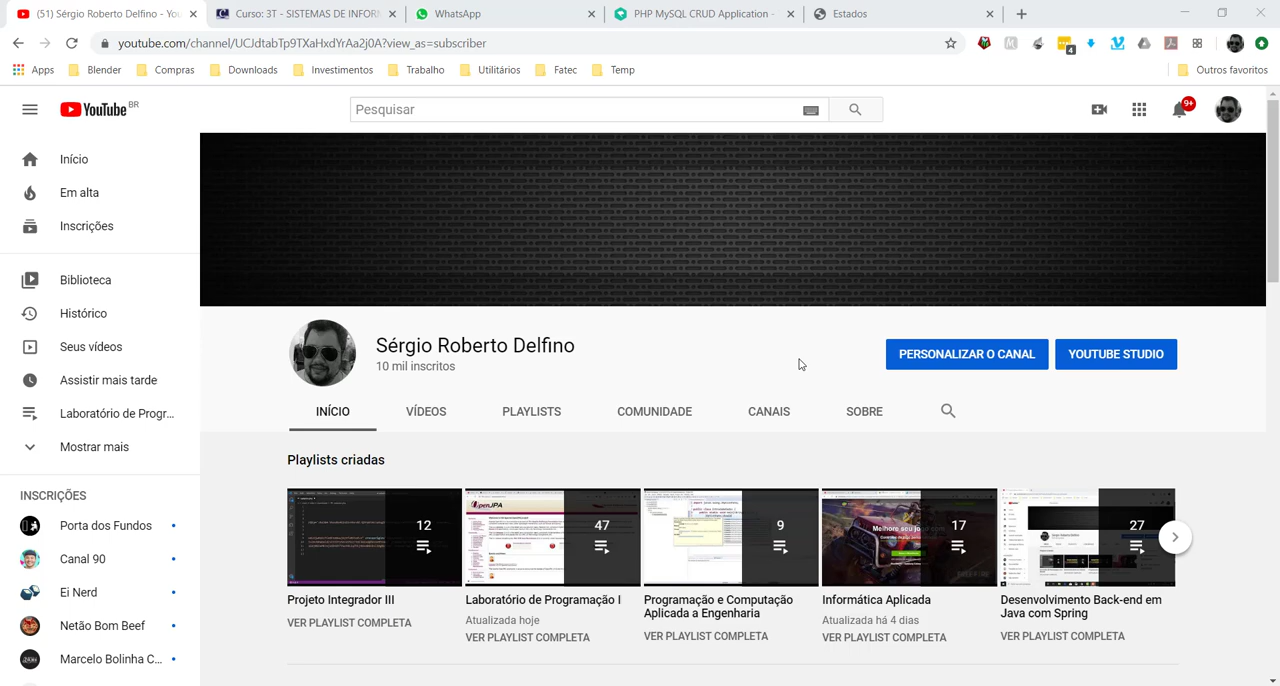 (51) Sérgio Roberto Delfino - You
Curso: 3T - SISTEMAS DE INFOR
WhatsApp
PHP MySQL CRUD Application -
Estados
youtube.com/channel/UCJdtabTp9TXaHxdYrAa2j0A?view_as=subscriber
4
Apps
Blender
Compras
Downloads
Investimentos
Trabalho
Utilitários
Fatec
Temp
Outros favoritos
YouTube BR
Pesquisar
9+
Início
Em alta
Inscrições
Biblioteca
Histórico
Seus vídeos
Assistir mais tarde
Laboratório de Progr...
Mostrar mais
INSCRIÇÕES
Porta dos Fundos
Canal 90
Ei Nerd
Netão Bom Beef
Marcelo Bolinha C...
Sérgio Roberto Delfino
10 mil inscritos
PERSONALIZAR O CANAL
YOUTUBE STUDIO
INÍCIO
VÍDEOS
PLAYLISTS
COMUNIDADE
CANAIS
SOBRE
Playlists criadas
12
47
9
17
27
Projeto Integrador II
VER PLAYLIST COMPLETA
Laboratório de Programação I
Atualizada hoje
VER PLAYLIST COMPLETA
Programação e Computação
Aplicada a Engenharia
VER PLAYLIST COMPLETA
Informática Aplicada
Atualizada há 4 dias
VER PLAYLIST COMPLETA
Desenvolvimento Back-end em
Java com Spring
VER PLAYLIST COMPLETA